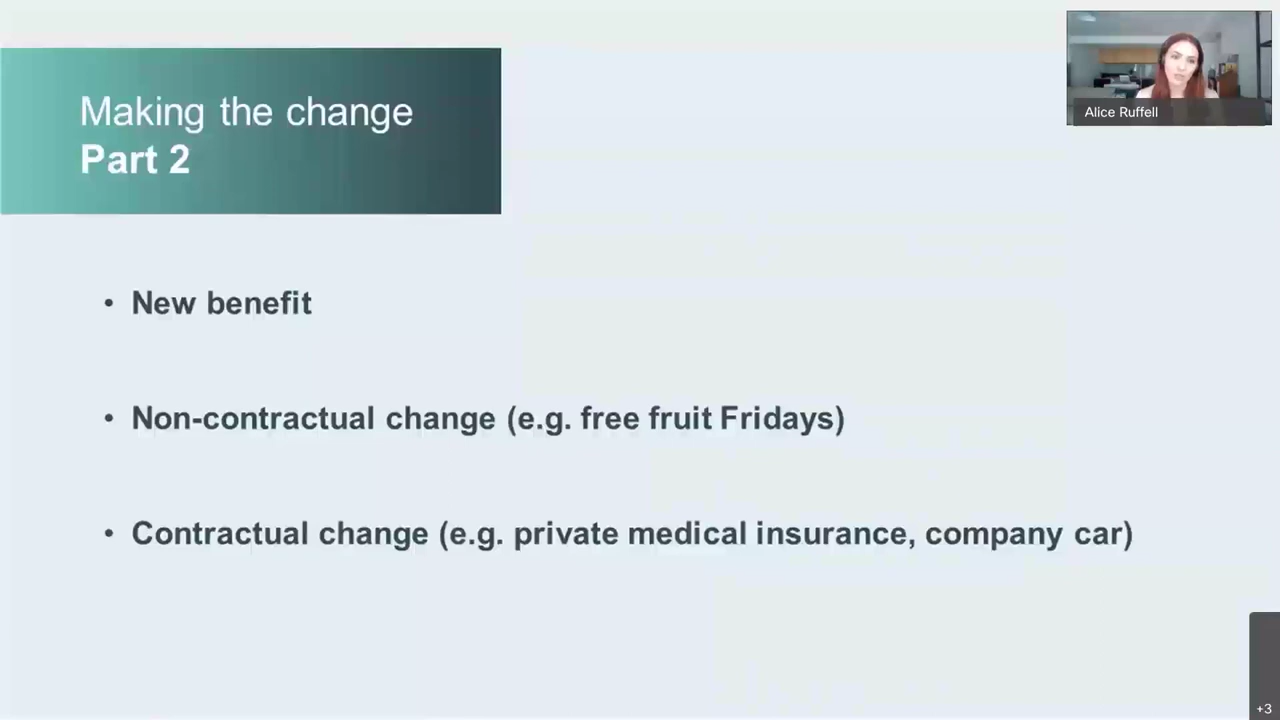 Making the change
Part 2
Alice Ruffell
• New benefit
• Non-contractual change (e.g. free fruit Fridays)
• Contractual change (e.g. private medical insurance, company car)
+3